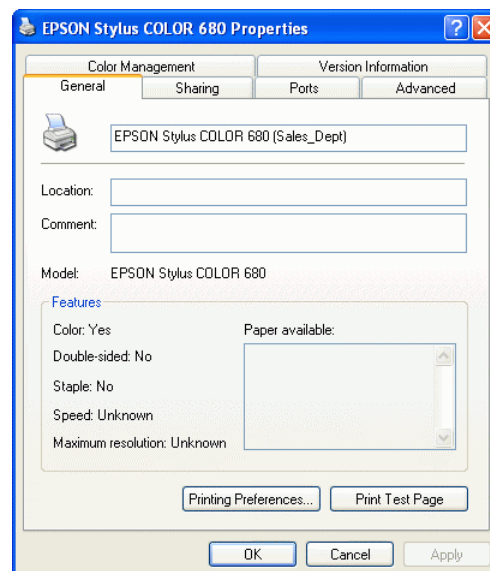 EPSON Stylus COLOR 680 Properties
Color Management Version Information
General Sharing Ports Advanced
EPSON Stylus COLOR 680 (Sales_Dept)
Location:
Comment:
Model: EPSON Stylus COLOR 680
Features
Color: Yes Paper available:
Double-sided: No
Staple: No
Speed: Unknown
Maximum resolution: Unknown
Printing Preferences... Print Test Page
OK Cancel Apply